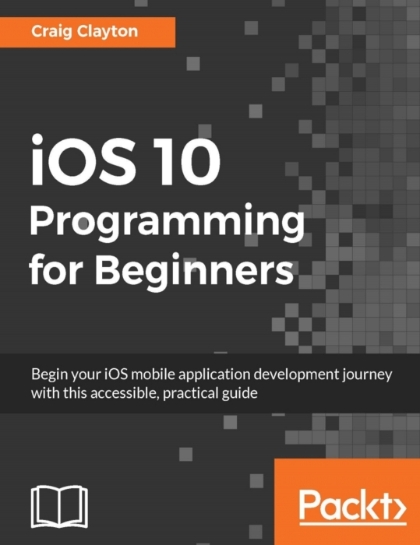 Craig Clayton
iOS 10
Programming
for Beginners
Begin your iOS mobile application development journey
with this accessible, practical guide
Packt>